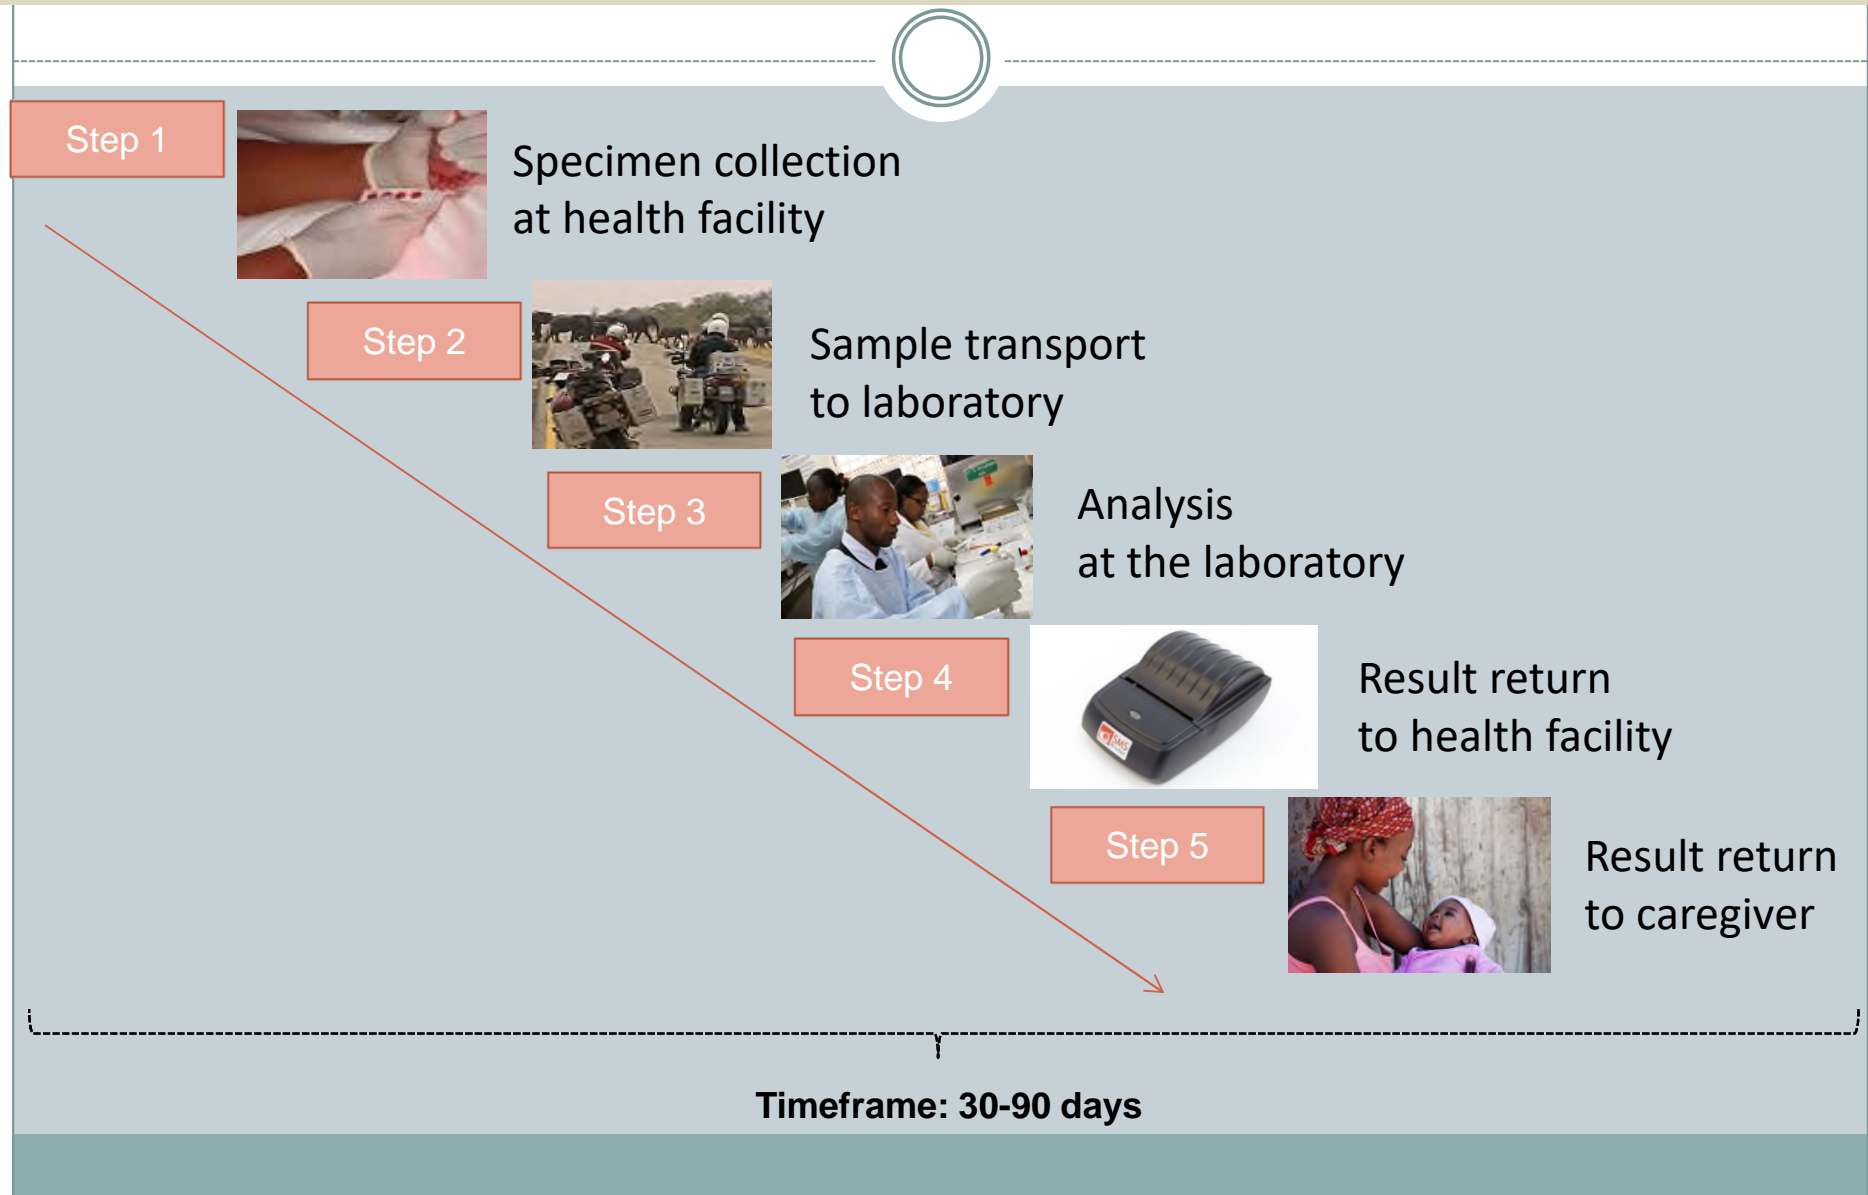 Step 1
Specimen collection
at health facility
Step 2
Sample transport
to laboratory
Step 3
Analysis
at the laboratory
Step 4
SMS
Result return
to health facility
Step 5
Result return
to caregiver
Timeframe: 30-90 days